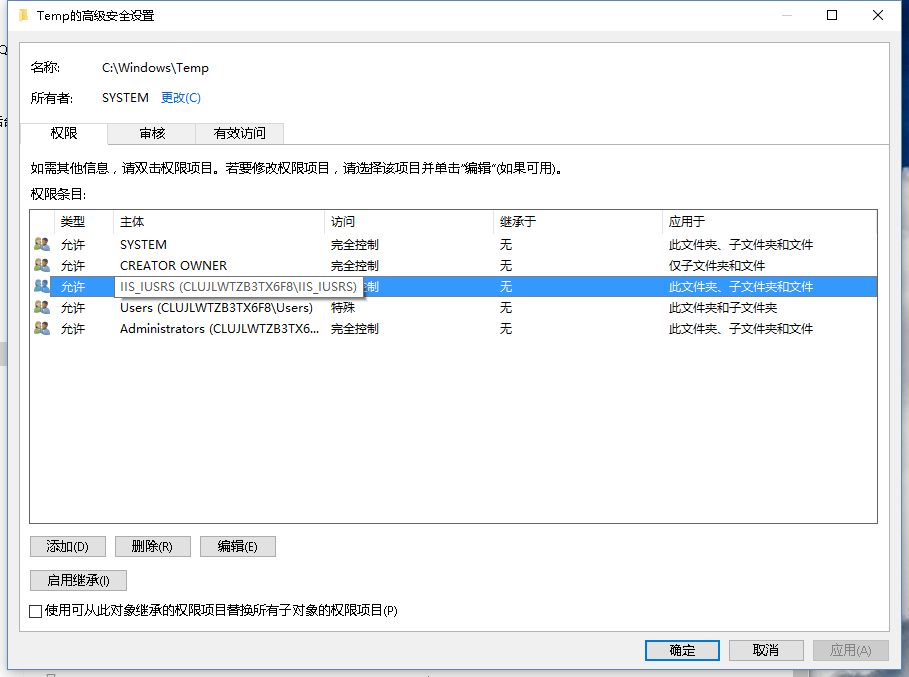 Temp的高级安全设置
名称: C:\Windows\Temp
所有者: SYSTEM 更改(C)
权限 审核 有效访问
如需其他信息，请双击权限项目。若要修改权限项目，请选择该项目并单击"编辑"(如果可用)。
权限条目:
类型 主体 访问 继承于 应用于
允许 SYSTEM 完全控制 无 此文件夹、子文件夹和文件
允许 CREATOR OWNER 完全控制 无 仅子文件夹和文件
允许 IIS_IUSRS (CLUJLWTZB3TX6F8\IIS_IUSRS) 制 无 此文件夹、子文件夹和文件
允许 Users (CLUJLWTZB3TX6F8\Users) 特殊 无 此文件夹和子文件夹
允许 Administrators (CLUJLWTZB3TX6... 完全控制 无 此文件夹、子文件夹和文件
添加(D) 删除(R) 编辑(E)
启用继承(I)
使用可从此对象继承的权限项目替换所有子对象的权限项目(P)
确定 取消 应用(A)